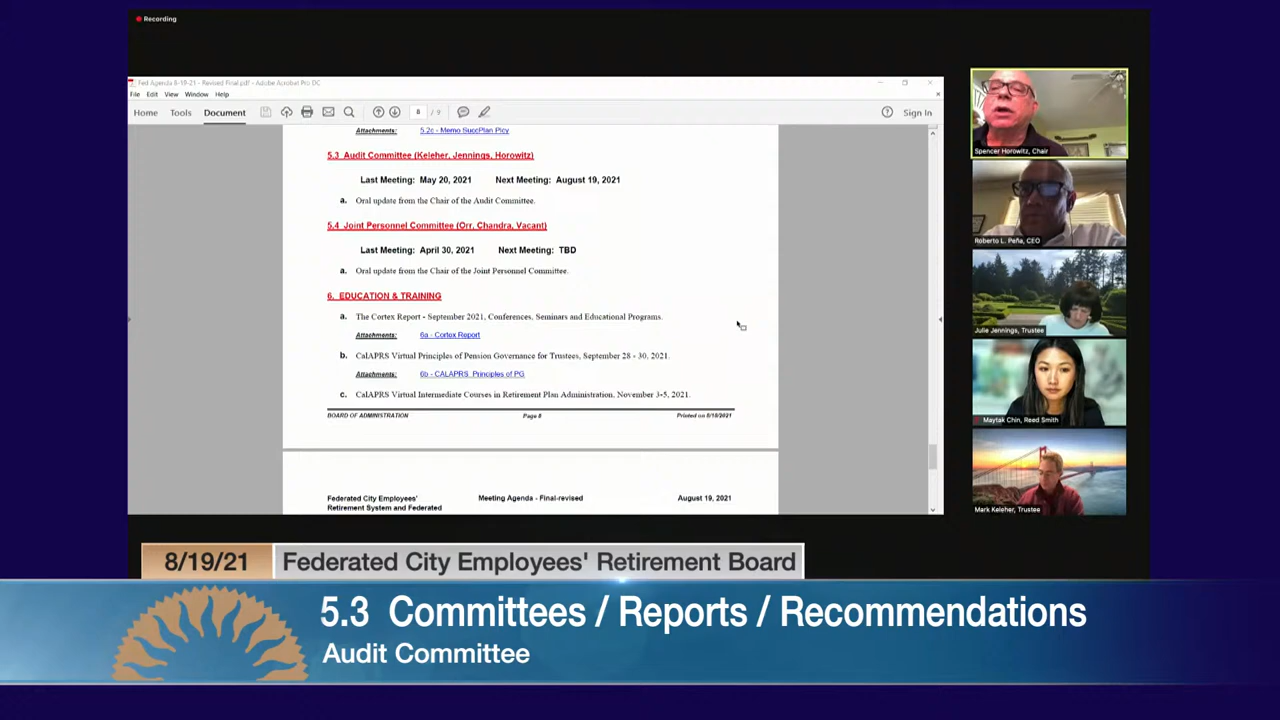 Recording
Fed Agenda 8-19-21 - Revised Final.pdf - Adobe Acrobat Pro DC
File Edit View Window Help
Home Tools Document 8 / 9 Sign In
Attachments: 5.2c - Memo SuccPlan Plcy
5.3 Audit Committee (Keleher, Jennings, Horowitz)
Last Meeting: May 20, 2021 Next Meeting: August 19, 2021
a. Oral update from the Chair of the Audit Committee.
5.4 Joint Personnel Committee (Orr, Chandra, Vacant)
Last Meeting: April 30, 2021 Next Meeting: TBD
a. Oral update from the Chair of the Joint Personnel Committee.
6. EDUCATION & TRAINING
a. The Cortex Report - September 2021, Conferences, Seminars and Educational Programs.
Attachments: 6a - Cortex Report
b. CalAPRS Virtual Principles of Pension Governance for Trustees, September 28 - 30, 2021.
Attachments: 6b - CALAPRS Principles of PG
c. CalAPRS Virtual Intermediate Courses in Retirement Plan Administration, November 3-5, 2021.
BOARD OF ADMINISTRATION Page 8 Printed on 8/18/2021
Federated City Employees' Meeting Agenda - Final-revised August 19, 2021
Retirement System and Federated
Spencer Horowitz, Chair
Roberto L. Peña, CEO
Julie Jennings, Trustee
Maytak Chin, Reed Smith
Mark Keleher, Trustee
8/19/21 Federated City Employees' Retirement Board
5.3 Committees / Reports / Recommendations
Audit Committee